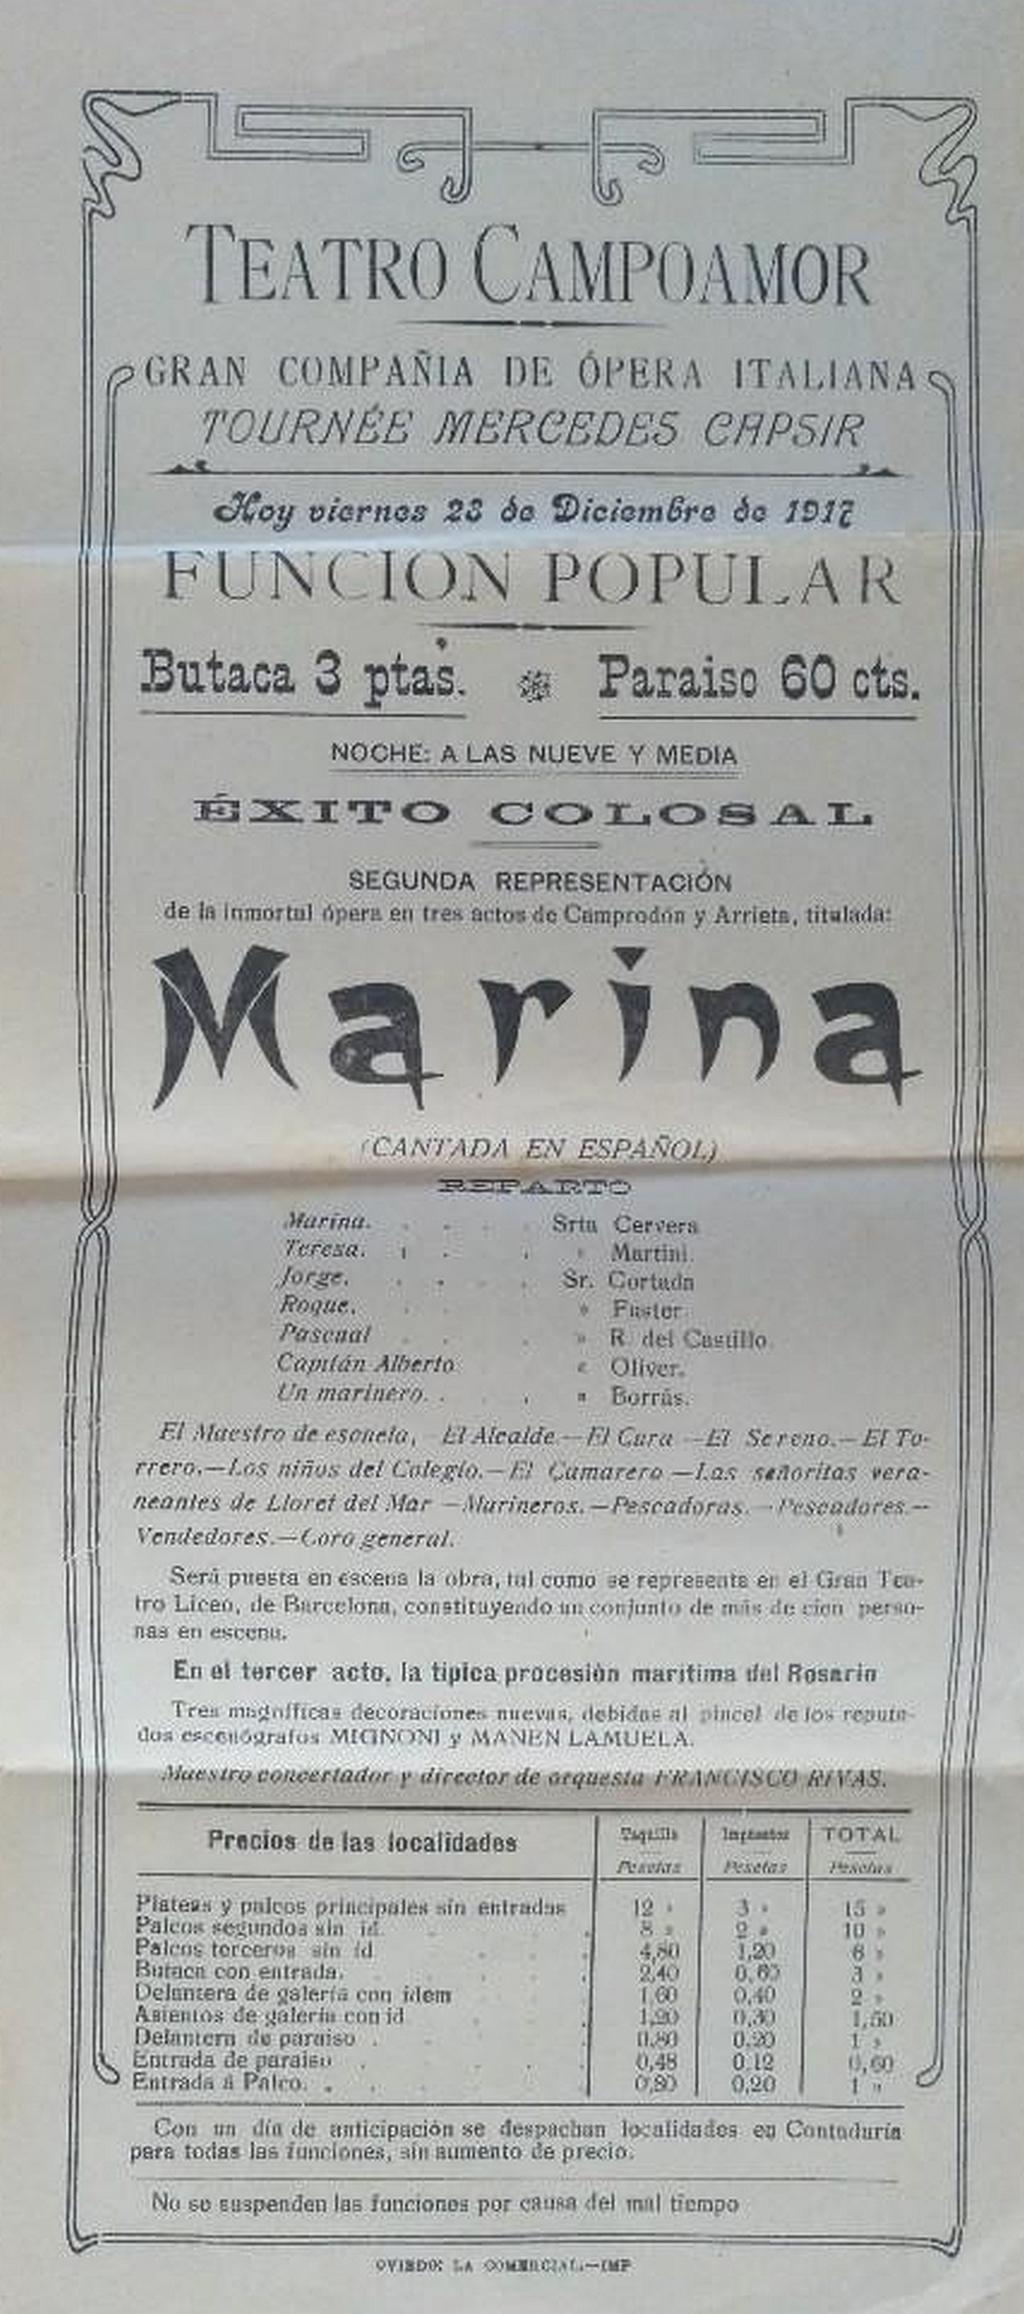 TEATRO CAMPOAMOR
GRAN COMPAÑIA DE ÓPERA ITALIANA
TOURNÉE MERCEDES CAPSIR
Hoy viernes 23 de Diciembre de 1917
FUNCION POPULAR
Butaca 3 ptas. Paraiso 60 cts.
NOCHE: A LAS NUEVE Y MEDIA
ÉXITO COLOSAL
SEGUNDA REPRESENTACIÓN
de la inmortal ópera en tres actos de Camprodón y Arrieta, titulada:
Marina
(CANTADA EN ESPAÑOL)
REPARTO
Marina. . . . . Srta Cervera
Teresa. . . . » Martini.
Jorge. . . . . Sr. Cortada
Roque. . . » Fuster.
Pascual . . . » R. del Castillo.
Capitán Alberto » Oliver.
Un marinero. . . . » Borrás.
El Maestro de escuela, El Alcalde.—El Cura —El Sereno.—El To-
rrero.—Los niños del Colegio.—El Camarero —Las señoritas vera-
neantes de Lloret del Mar —Marineros.—Pescadoras.—Pescadores.—
Vendedores.—Coro general.
Será puesta en escena la obra, tal como se representa en el Gran Tea-
tro Liceo, de Barcelona, constituyendo un conjunto de más de cien perso-
nas en escena.
En el tercer acto, la tipica procesión maritima del Rosario
Tres magníficas decoraciones nuevas, debidas al pincel de los reputa-
dos escenógrafos MIGNONI y MANEN LAMUELA.
Maestro concertador y director de orquesta FRANCISCO RIVAS.
Precios de las localidades Taquilla Impuestos TOTAL
Pesetas Pesetas Pesetas
Plateas y palcos principales sin entradas 12 » 3 » 15 »
Palcos segundos sin id. 8 » 2 » 10 »
Palcos terceros sin id 4,80 1,20 6 »
Butaca con entrada. 2,40 0,60 3 »
Delantera de galería con idem 1,60 0,40 2 »
Asientos de galería con id 1,20 0,30 1,50
Delantera de paraiso . 0,80 0,20 1 »
Entrada de paraiso 0,48 0,12 0,60
Entrada á Palco. . 0,80 0,20 1 »
Con un día de anticipación se despachan localidades en Contaduría
para todas las funciones, sin aumento de precio.
No se suspenden las funciones por causa del mal tiempo
OVIEDO: LA COMERCIAL.—IMP